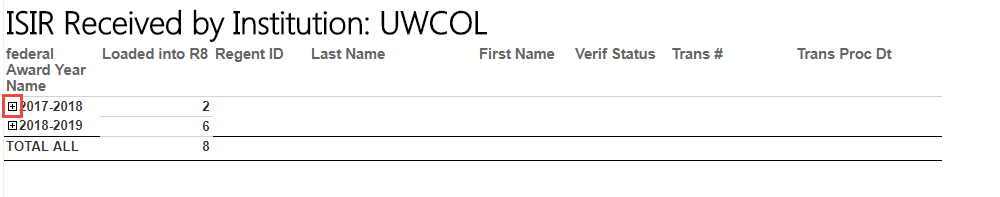 ISIR Received by Institution: UWCOL
federal Award Year Name Loaded into R8 Regent ID Last Name First Name Verif Status Trans # Trans Proc Dt
2017-2018 2
2018-2019 6
TOTAL ALL 8